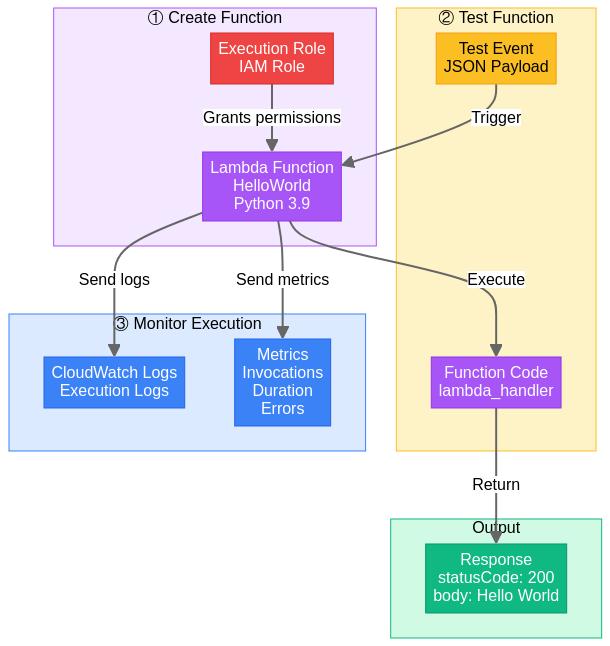 ① Create Function
② Test Function
Execution Role
IAM Role
Test Event
JSON Payload
Grants permissions
Trigger
Lambda Function
HelloWorld
Python 3.9
Send logs
Send metrics
Execute
③ Monitor Execution
CloudWatch Logs
Execution Logs
Metrics
Invocations
Duration
Errors
Function Code
lambda_handler
Return
Output
Response
statusCode: 200
body: Hello World